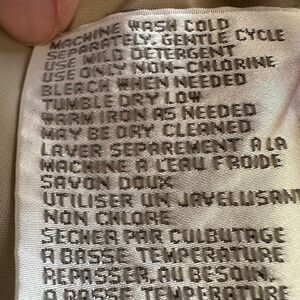 MACHINE WASH COLD
SEPARATELY. GENTLE CYCLE
USE MILD DETERGENT
USE ONLY NON-CHLORINE
BLEACH WHEN NEEDED
TUMBLE DRY LOW
WARM IRON AS NEEDED
MAY BE DRY CLEANED
LAVER SEPAREMENT A LA
MACHINE A L'EAU FROIDE
SAVON DOUX
UTILISER UN JAVELLISANT
NON CHLORE
SECHER PAR CULBUTAGE
A BASSE TEMPERATURE
REPASSER, AU BESOIN,
A BASSE TEMPERATURE